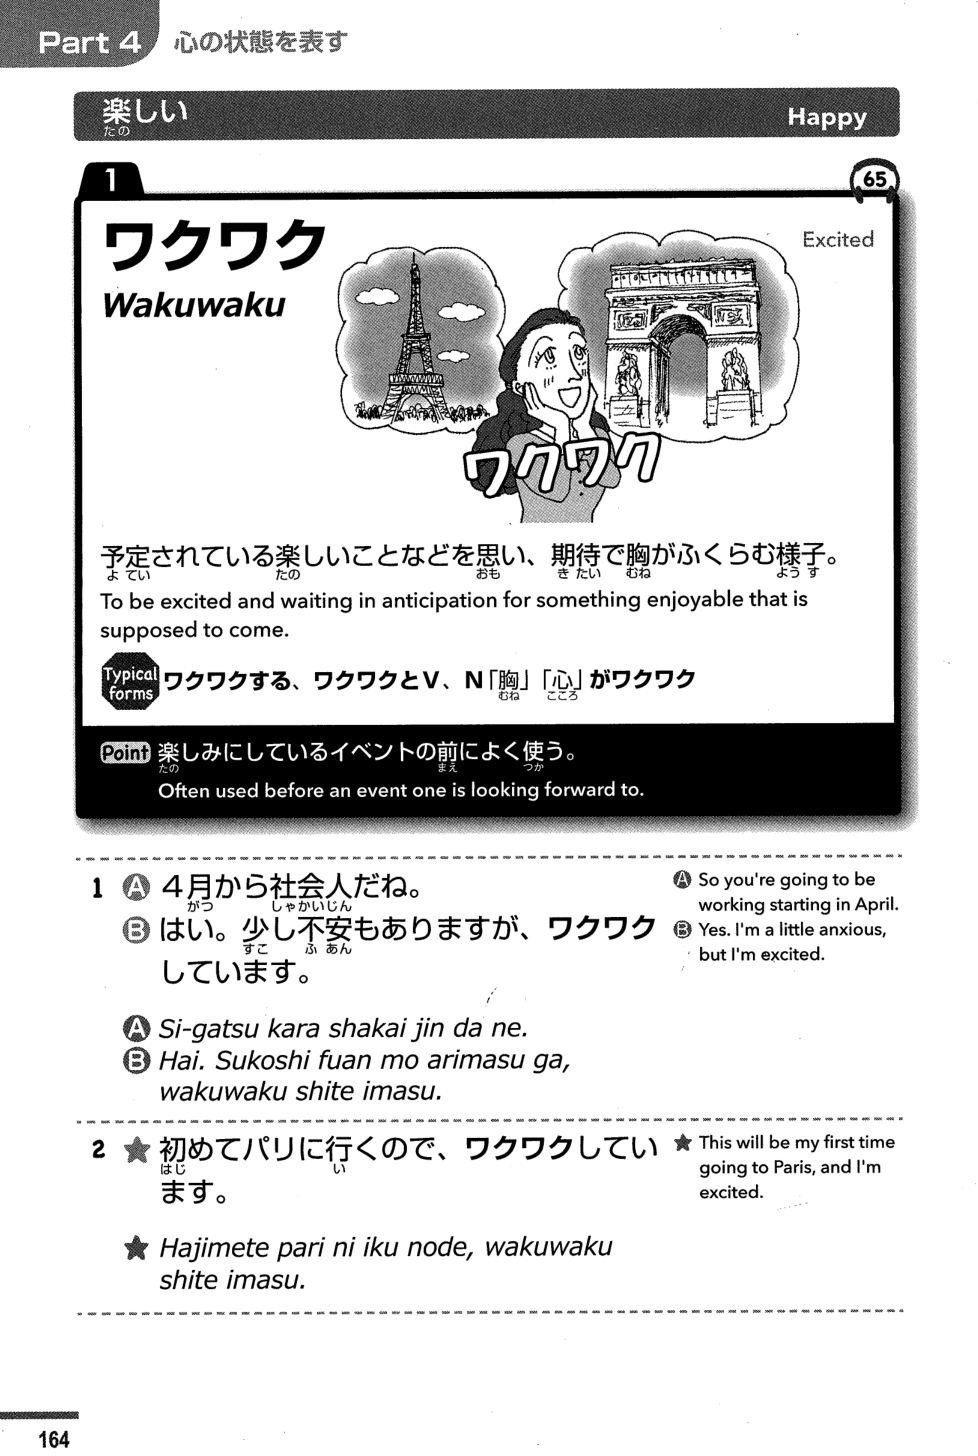 Part 4 心の状態を表す
楽しい
たの
Happy
1
65
ワクワク
Excited
Wakuwaku
ワクワク
予定されている楽しいことなどを思い、期待で胸がふくらむ様子。
よ てい たの おも き たい むね よう す
To be excited and waiting in anticipation for something enjoyable that is
supposed to come.
Typical forms ワクワクする、ワクワクとV、N「胸」「心」がワクワク
むね こころ
Point 楽しみにしているイベントの前によく使う。
たの まえ つか
Often used before an event one is looking forward to.
1 A 4月から社会人だね。
がつ しゃかいじん
B はい。少し不安もありますが、ワクワク
すこ ふ あん
しています。
A So you're going to be
working starting in April.
B Yes. I'm a little anxious,
but I'm excited.
A Si-gatsu kara shakai jin da ne.
B Hai. Sukoshi fuan mo arimasu ga,
wakuwaku shite imasu.
2 ★ 初めてパリに行くので、ワクワクしてい
はじ い
ます。
★ This will be my first time
going to Paris, and I'm
excited.
★ Hajimete pari ni iku node, wakuwaku
shite imasu.
164